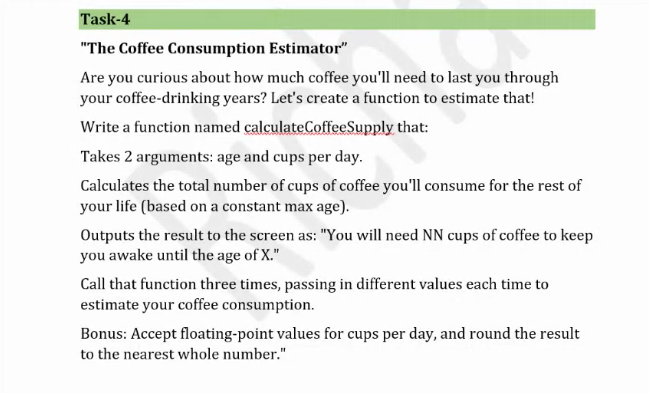 Task-4
"The Coffee Consumption Estimator”
Are you curious about how much coffee you'll need to last you through
your coffee-drinking years? Let's create a function to estimate that!
Write a function named calculateCoffeeSupply that:
Takes 2 arguments: age and cups per day.
Calculates the total number of cups of coffee you'll consume for the rest of
your life (based on a constant max age).
Outputs the result to the screen as: "You will need NN cups of coffee to keep
you awake until the age of X."
Call that function three times, passing in different values each time to
estimate your coffee consumption.
Bonus: Accept floating-point values for cups per day, and round the result
to the nearest whole number."